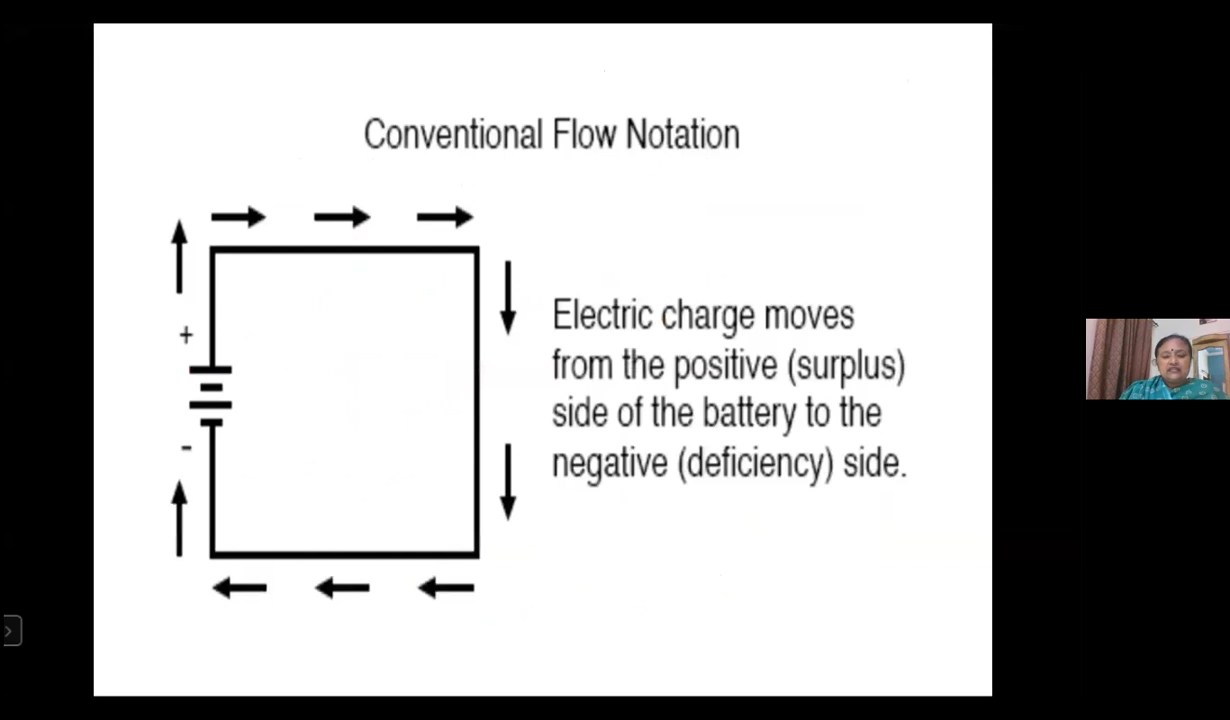 Conventional Flow Notation
+
Electric charge moves
from the positive (surplus)
side of the battery to the
-
negative (deficiency) side.